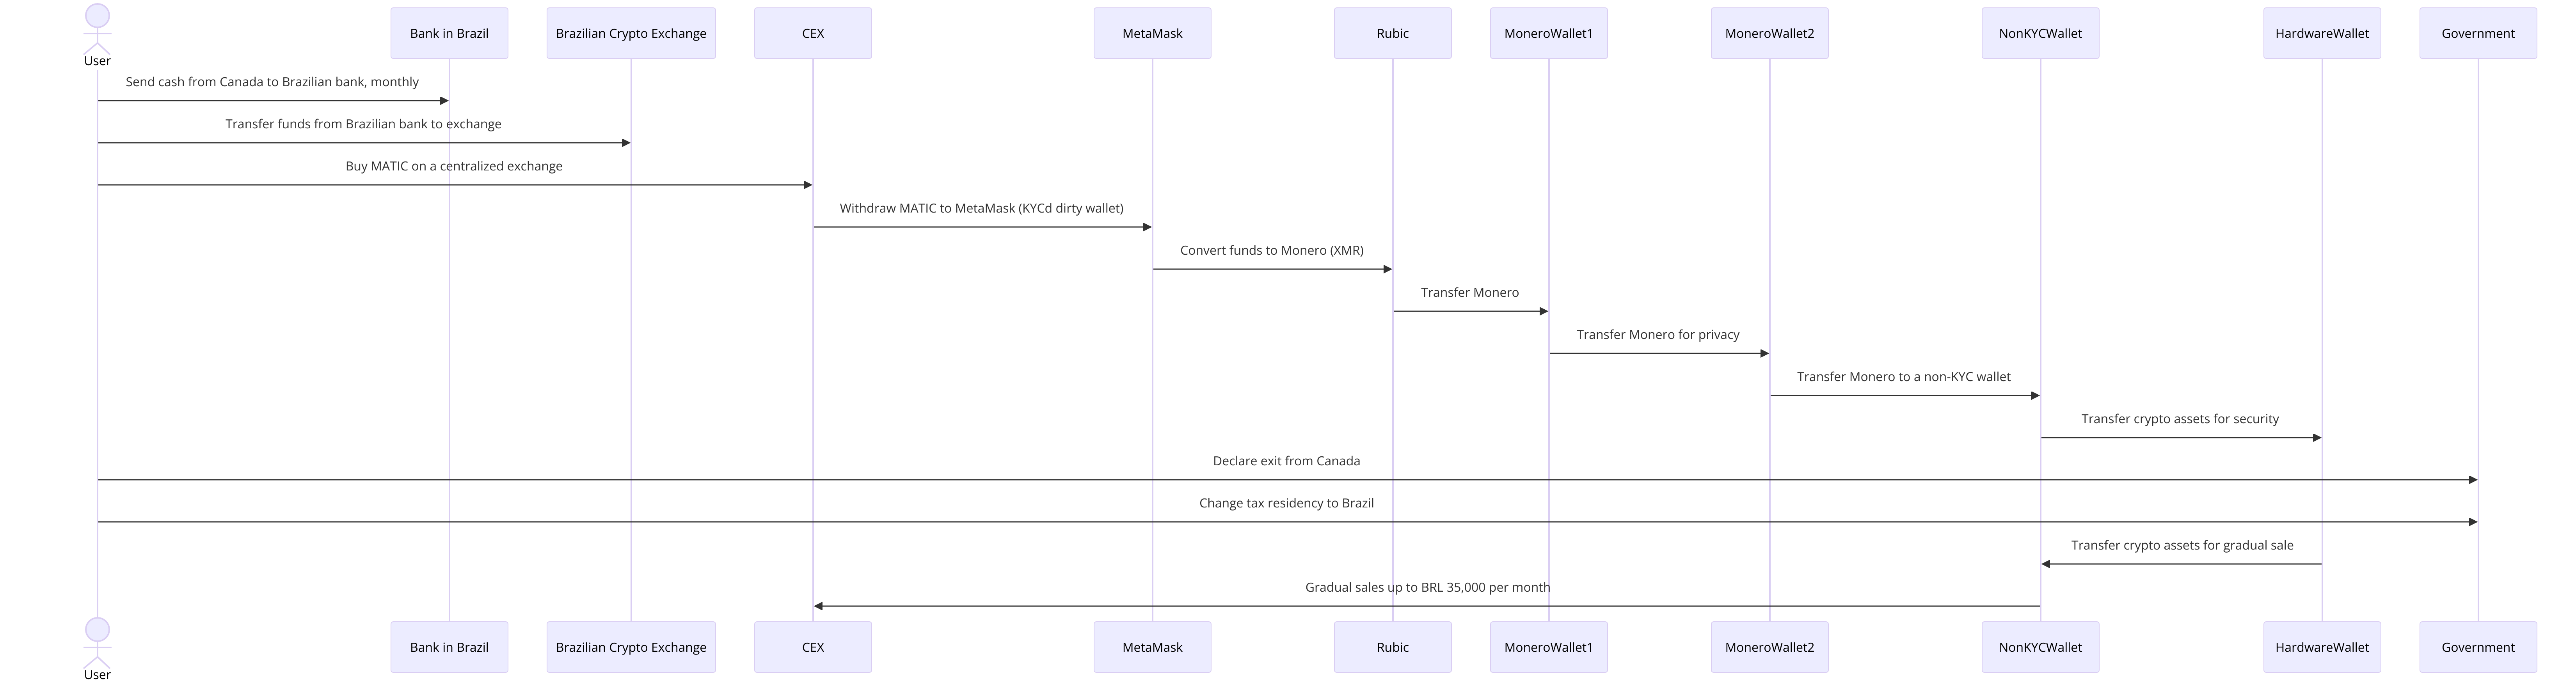 Bank in Brazil
Brazilian Crypto Exchange
CEX
MetaMask
Rubic
MoneroWallet1
MoneroWallet2
NonKYCWallet
HardwareWallet
Government
User
Send cash from Canada to Brazilian bank, monthly
Transfer funds from Brazilian bank to exchange
Buy MATIC on a centralized exchange
Withdraw MATIC to MetaMask (KYCd dirty wallet)
Convert funds to Monero (XMR)
Transfer Monero
Transfer Monero for privacy
Transfer Monero to a non-KYC wallet
Transfer crypto assets for security
Declare exit from Canada
Change tax residency to Brazil
Transfer crypto assets for gradual sale
Gradual sales up to BRL 35,000 per month
Bank in Brazil
Brazilian Crypto Exchange
CEX
MetaMask
Rubic
MoneroWallet1
MoneroWallet2
NonKYCWallet
HardwareWallet
Government
User